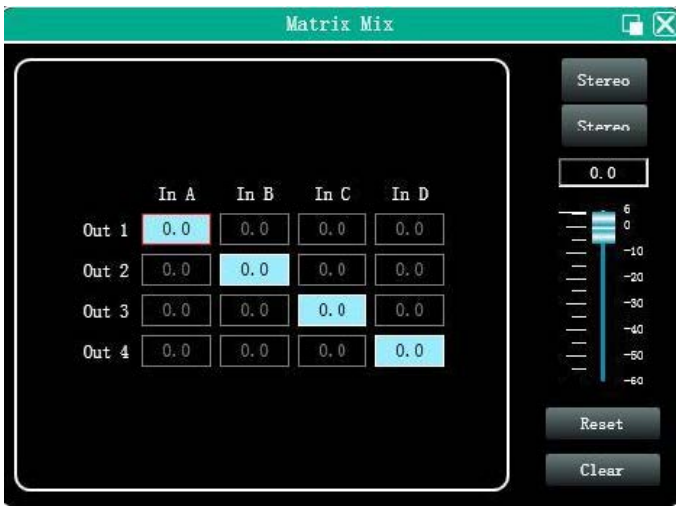 Matrix Mix
Stereo
Stereo
0.0
In A In B In C In D
Out 1 0.0 0.0 0.0 0.0
Out 2 0.0 0.0 0.0 0.0
Out 3 0.0 0.0 0.0 0.0
Out 4 0.0 0.0 0.0 0.0
6
0
-10
-20
-30
-40
-50
-60
Reset
Clear